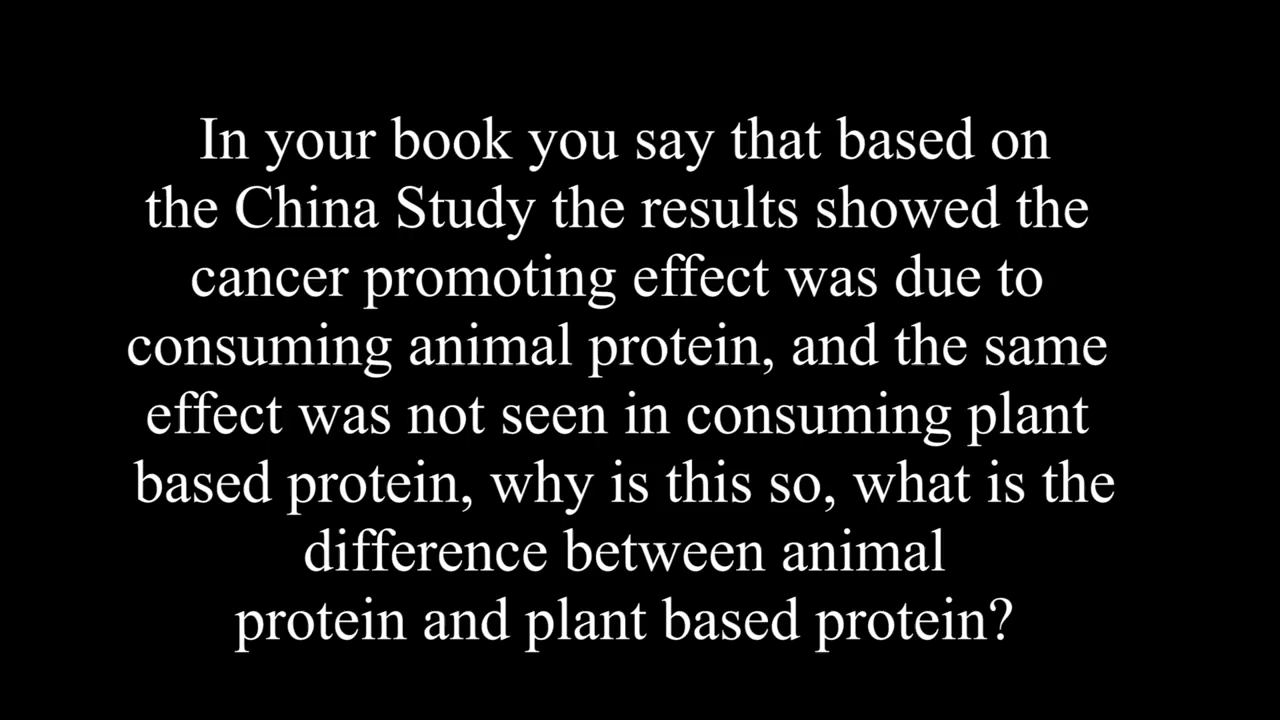 In your book you say that based on
the China Study the results showed the
cancer promoting effect was due to
consuming animal protein, and the same
effect was not seen in consuming plant
based protein, why is this so, what is the
difference between animal
protein and plant based protein?